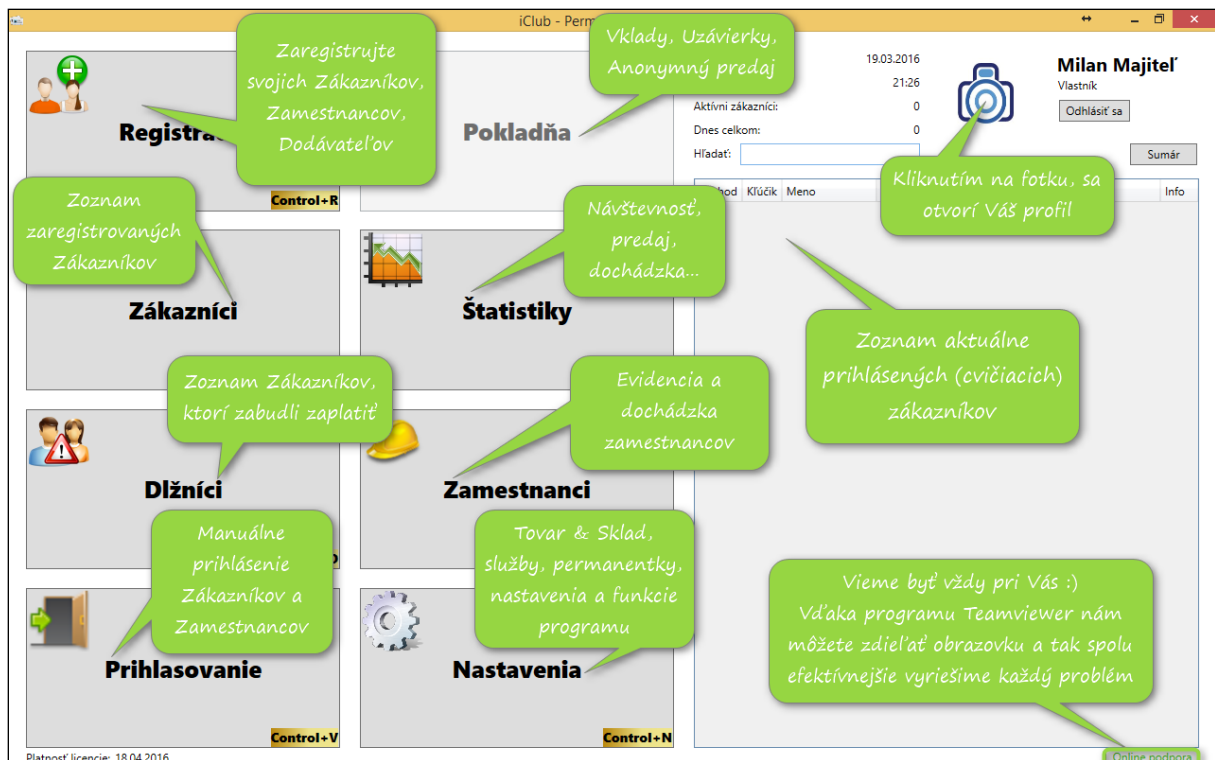 iClub - Perm
Zaregistrujte
svojich Zákazníkov,
Zamestnancov,
Dodávateľov
Control+R
Vklady, Uzávierky,
Anonymný predaj
Pokladňa
19.03.2016
21:26
Aktívni zákazníci: 0
Dnes celkom: 0
Hľadať:
Milan Majiteľ
Vlastník
Odhlásiť sa
Sumár
Kľúčik Meno Info
Kliknutím na fotku, sa
otvorí Váš profil
Zoznam
zaregistrovaných
Zákazníkov
Zákazníci
Návštevnosť,
predaj,
dochádzka...
Štatistiky
Zoznam aktuálne
prihlásených (cvičiacich)
zákazníkov
Zoznam Zákazníkov,
ktorí zabudli zaplatiť
Dlžníci
Evidencia a
dochádzka
zamestnancov
Zamestnanci
Manuálne
prihlásenie
Zákazníkov a
Zamestnancov
Prihlasovanie
Control+V
Tovar & Sklad,
služby, permanentky,
nastavenia a funkcie
programu
Nastavenia
Control+N
Vieme byť vždy pri Vás :)
Vďaka programu Teamviewer nám
môžete zdieľať obrazovku a tak spolu
efektívnejšie vyriešime každý problém
Platnosť licencie: 18.04.2016
Online podpora